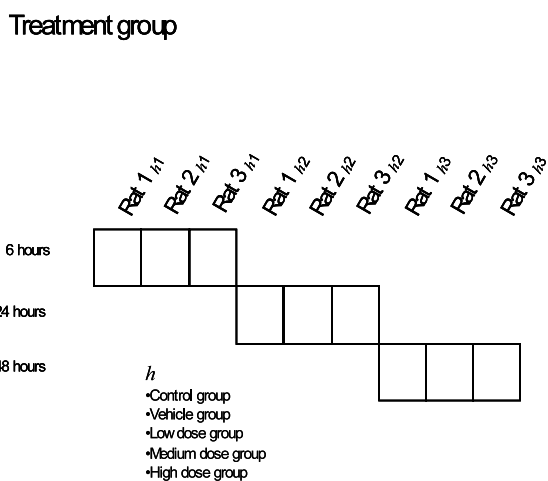 Treatment group
Rat 1 h1
Rat 2 h1
Rat 3 h1
Rat 1 h2
Rat 2 h2
Rat 3 h2
Rat 1 h3
Rat 2 h3
Rat 3 h3
6 hours
24 hours
48 hours
h
•Control group
•Vehicle group
•Low dose group
•Medium dose group
•High dose group